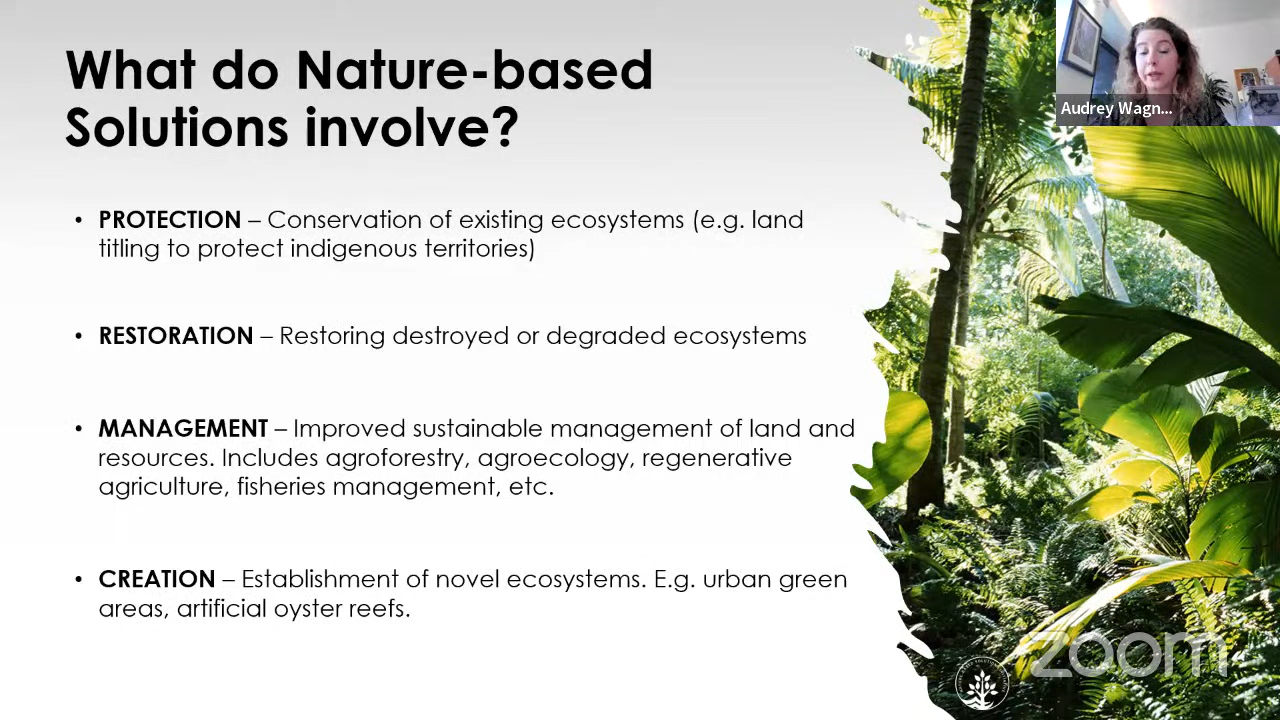 What do Nature-based
Solutions involve?
• PROTECTION – Conservation of existing ecosystems (e.g. land
titling to protect indigenous territories)
• RESTORATION – Restoring destroyed or degraded ecosystems
• MANAGEMENT – Improved sustainable management of land and
resources. Includes agroforestry, agroecology, regenerative
agriculture, fisheries management, etc.
• CREATION – Establishment of novel ecosystems. E.g. urban green
areas, artificial oyster reefs.
Audrey Wagn...
zoom